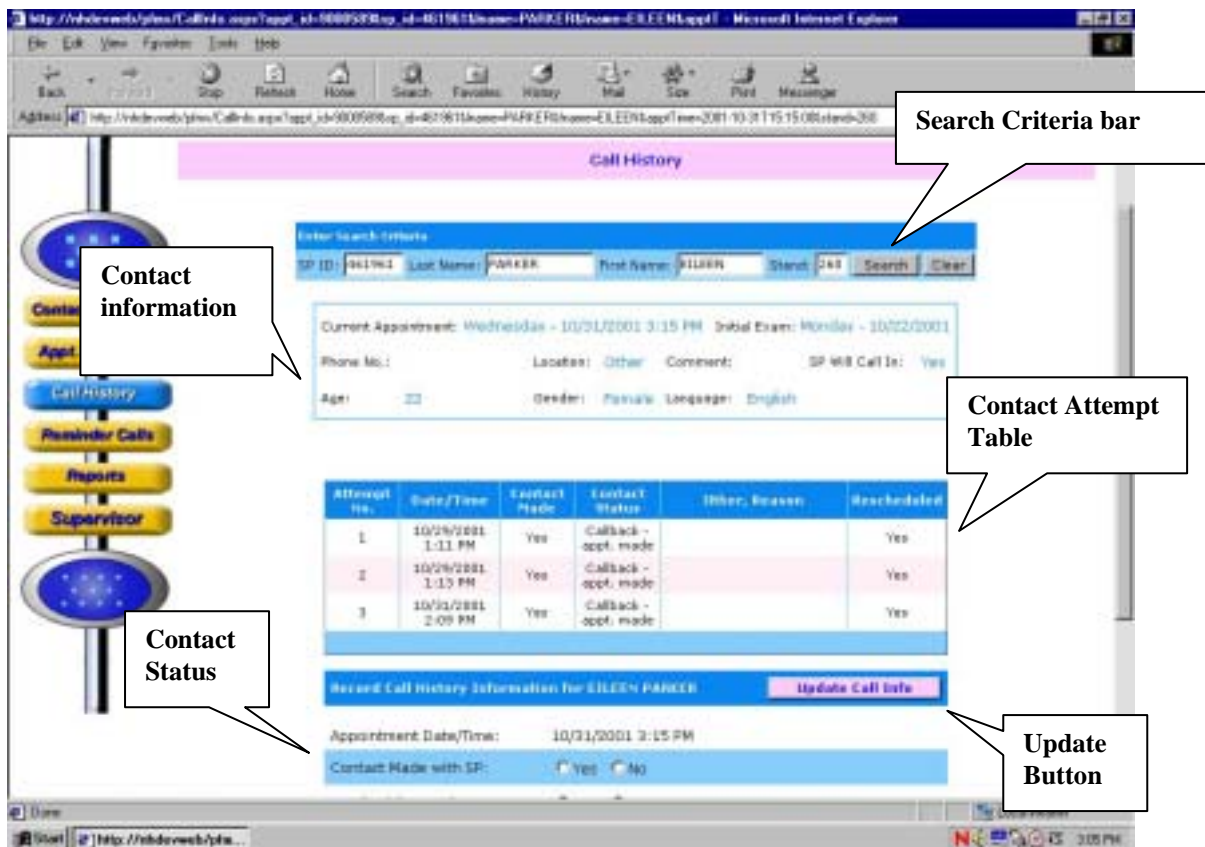 Call History
Search Criteria bar
File Edit View Favorites Tools Help
Back Stop Refresh Home Search Favorites History Mail Size Print Messenger
Address
Enter Search Criteria
SP ID: 461961 Last Name: PARKER First Name: EILEEN Stand: 260 Search Clear
Contact
information
Current Appointment: Wednesday - 10/31/2001 3:15 PM Initial Exam: Monday - 10/22/2001
Phone No.: Location: Other Comment: SP Will Call In: Yes
Age: Gender: Female Language: English
Call History
Reminder Calls
Reports
Supervisor
Contact Attempt
Table
Attempt No. Date/Time Contact Made Contact Status Other, Reason Rescheduled
1 10/29/2001 1:11 PM Yes Callback - appt. made Yes
2 10/29/2001 1:13 PM Yes Callback - appt. made Yes
3 10/31/2001 2:09 PM Yes Callback - appt. made Yes
Contact
Status
Record Call History Information for EILEEN PARKER Update Call Info
Appointment Date/Time: 10/31/2001 3:15 PM
Contact Made with SP: Yes No
Update
Button
Done
Start 3:05 PM